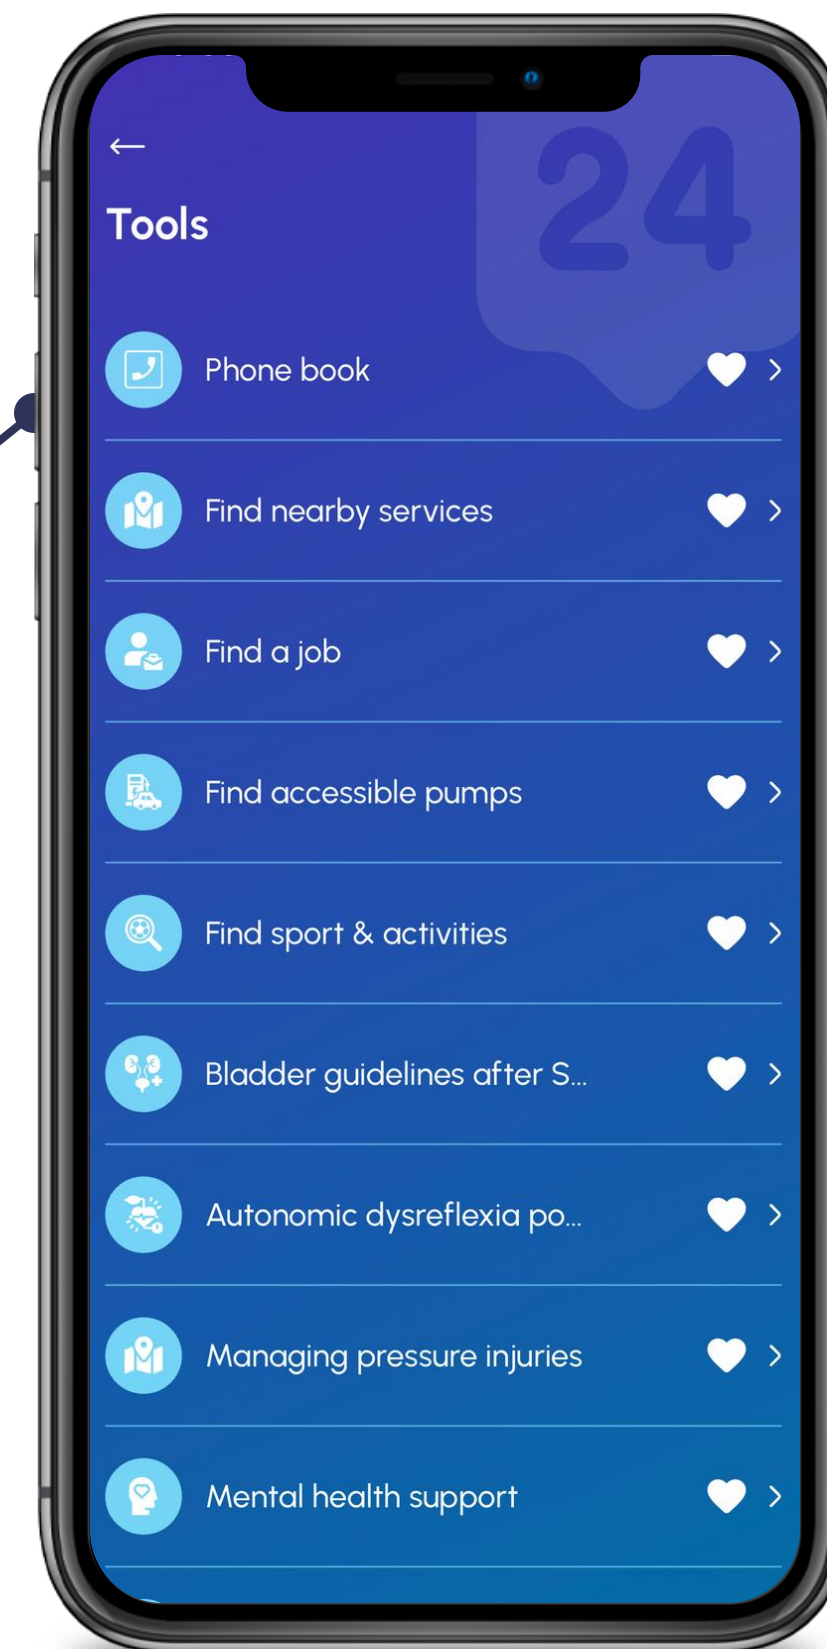 24
Tools
Phone book
Find nearby services
Find a job
Find accessible pumps
Find sport & activities
Bladder guidelines after S...
Autonomic dysreflexia po...
Managing pressure injuries
Mental health support